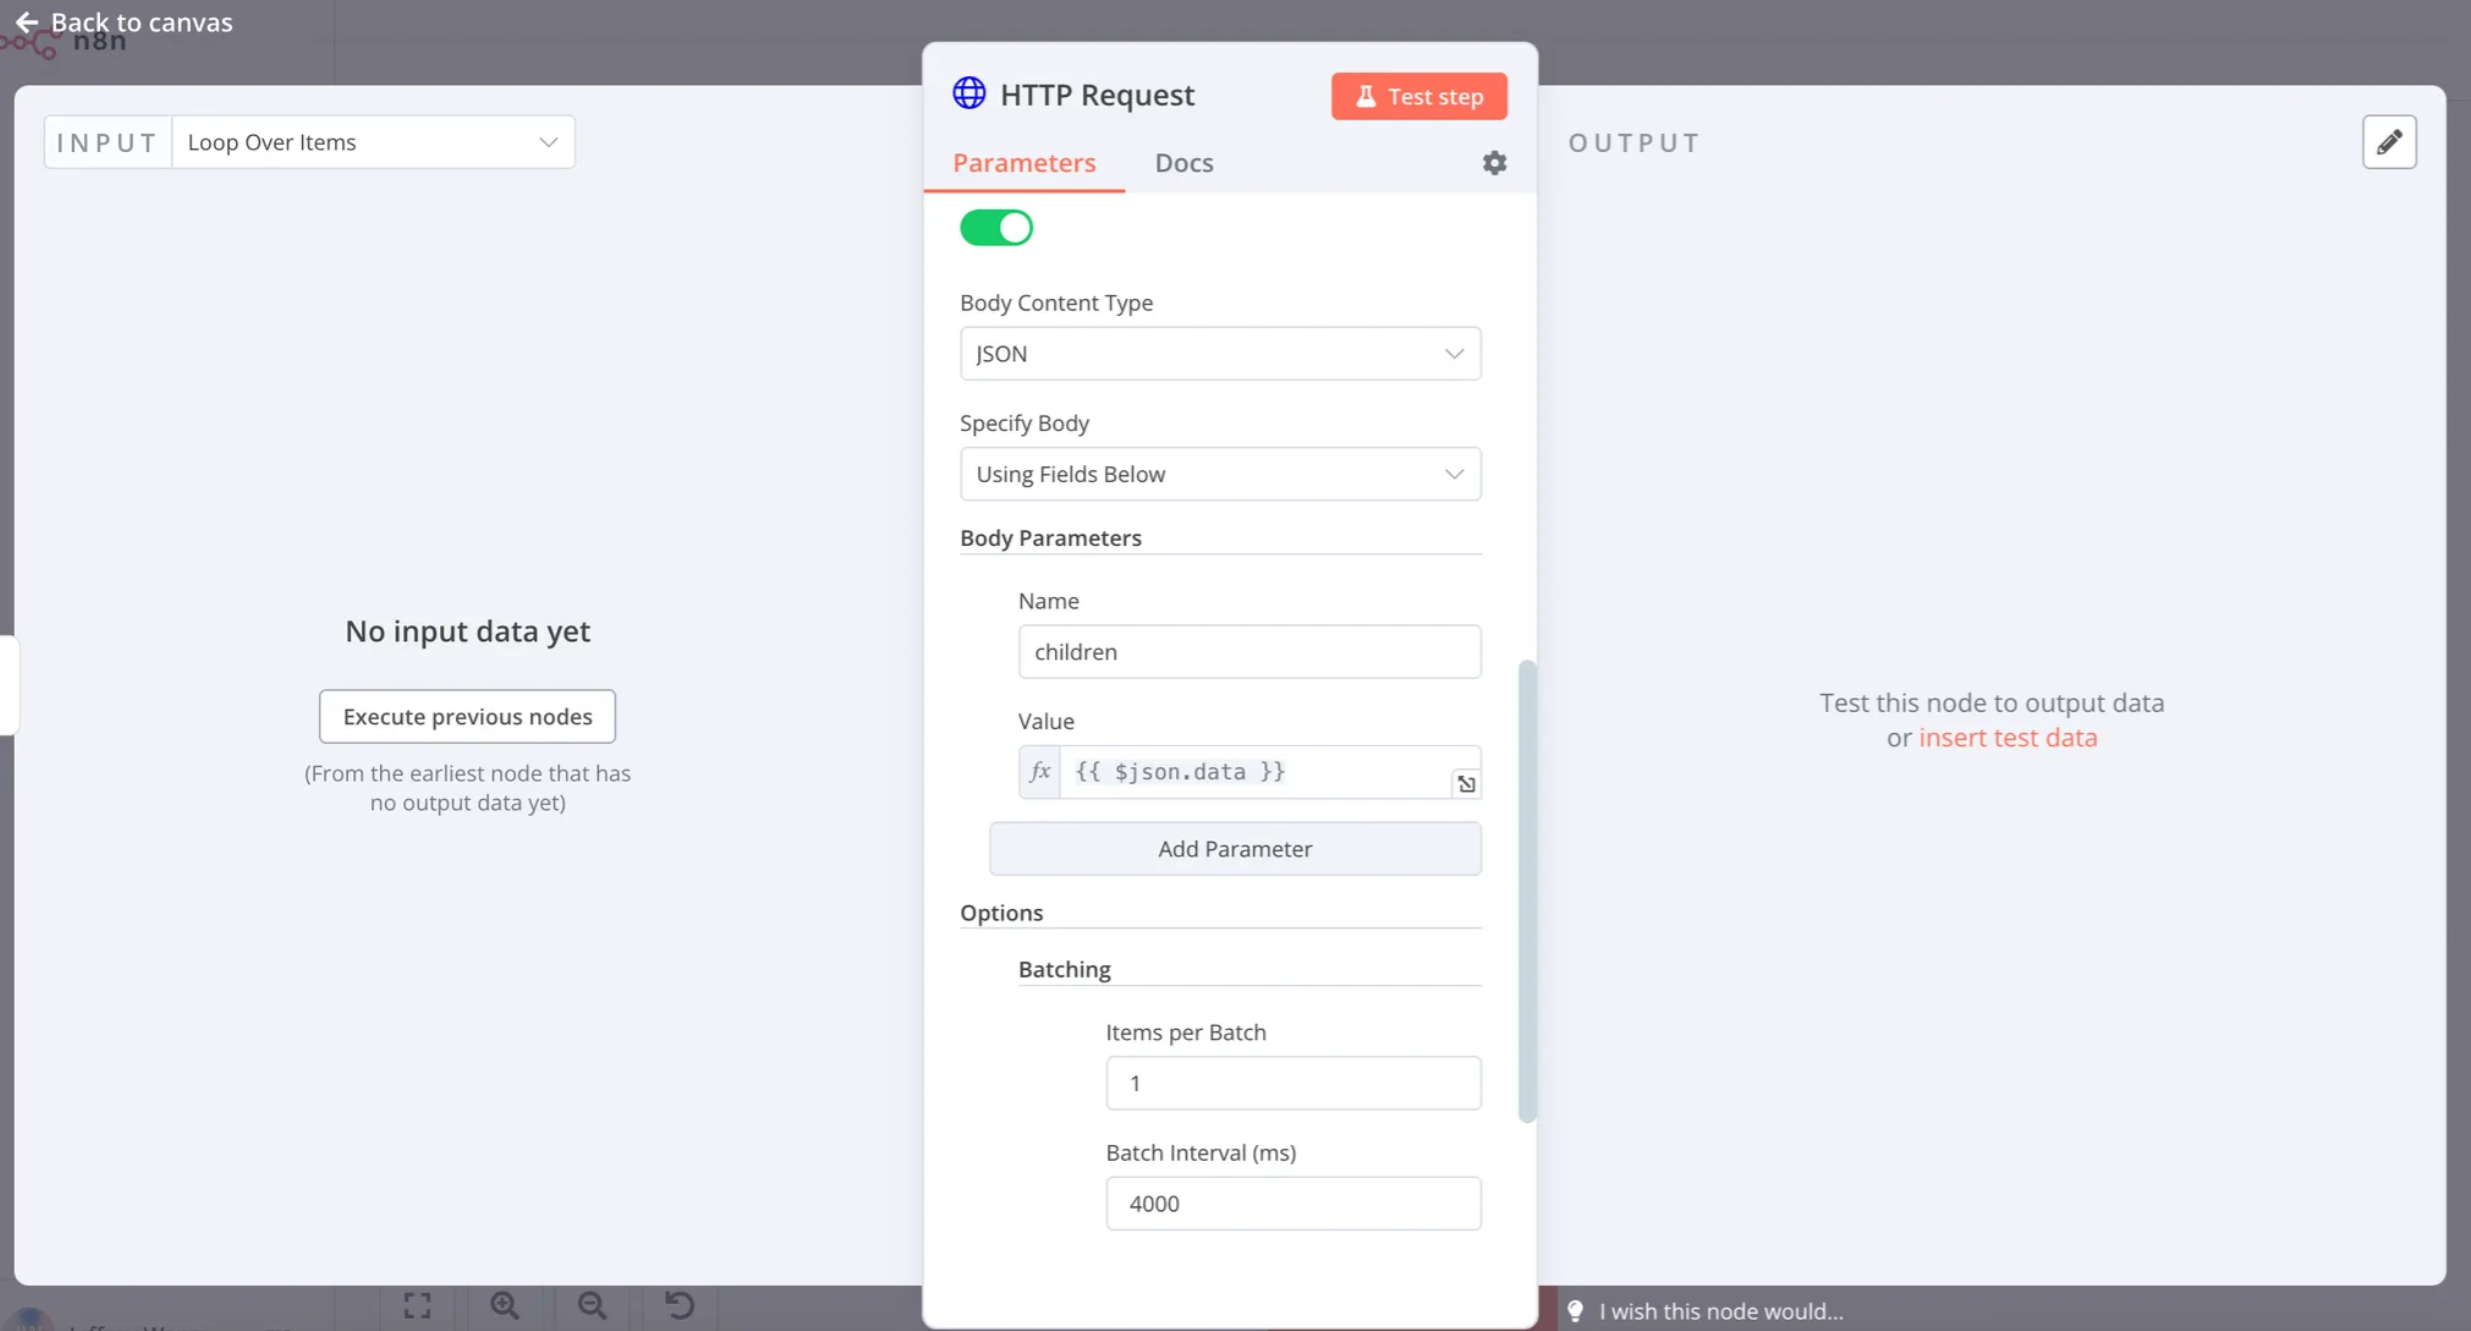 Back to canvas
n8n
INPUT
Loop Over Items
No input data yet
Execute previous nodes
(From the earliest node that has
no output data yet)
HTTP Request
Test step
Parameters
Docs
Body Content Type
JSON
Specify Body
Using Fields Below
Body Parameters
Name
children
Value
fx
{{ $json.data }}
Add Parameter
Options
Batching
Items per Batch
1
Batch Interval (ms)
4000
OUTPUT
Test this node to output data
or insert test data
I wish this node would...